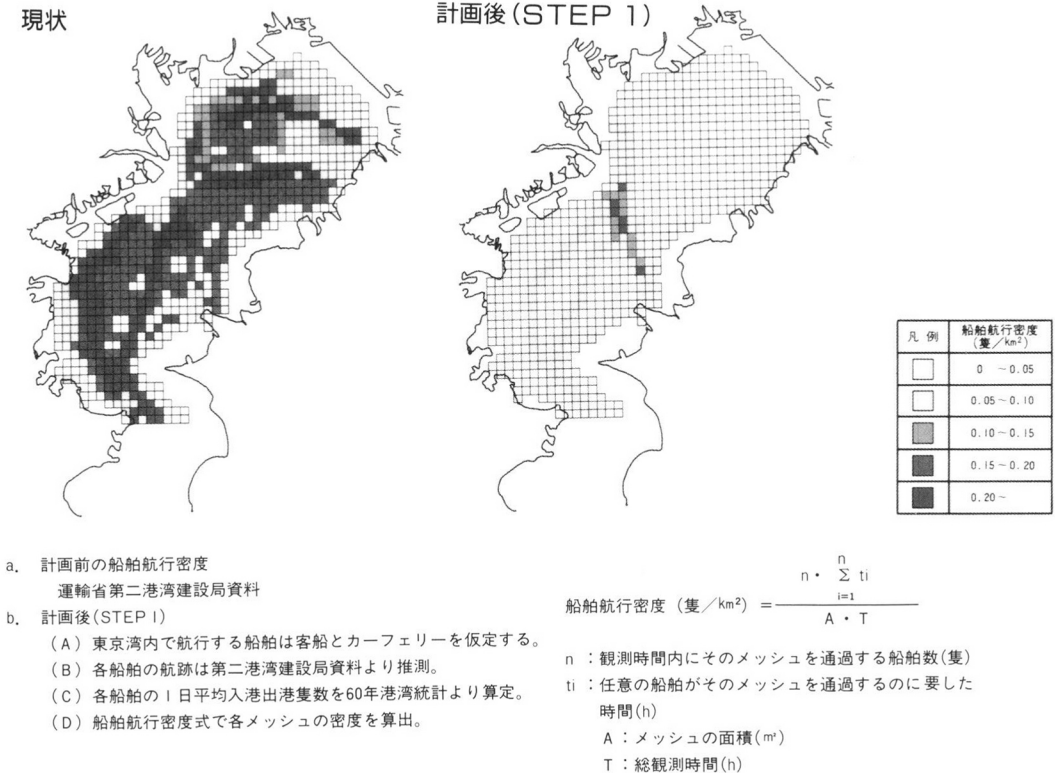 現状
計画後(STEP 1)
凡例 船舶航行密度
(隻/km²)
0 ~0.05
0.05~0.10
0.10~0.15
0.15~0.20
0.20~
a. 計画前の船舶航行密度
運輸省第二港湾建設局資料
b. 計画後(STEP I)
(A) 東京湾内で航行する船舶は客船とカーフェリーを仮定する。
(B) 各船舶の航跡は第二港湾建設局資料より推測。
(C) 各船舶のI日平均入港出港隻数を60年港湾統計より算定。
(D) 船舶航行密度式で各メッシュの密度を算出。
n
n・ Σ ti
i=1
船舶航行密度 (隻/km²) =
A・T
n :観測時間内にそのメッシュを通過する船舶数(隻)
ti :任意の船舶がそのメッシュを通過するのに要した
時間(h)
A :メッシュの面積(㎡)
T :総観測時間(h)